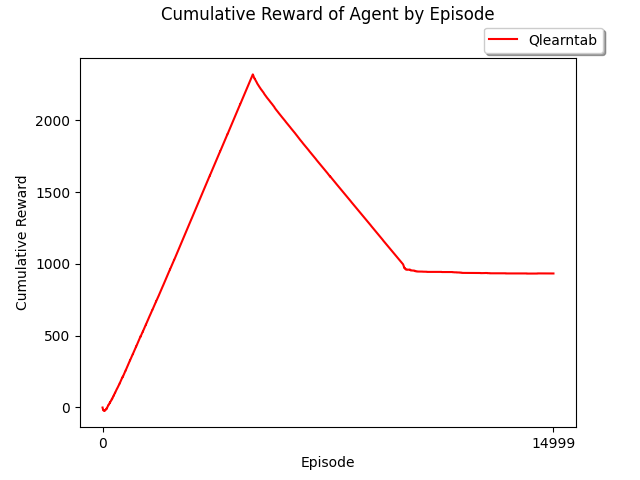 Cumulative Reward of Agent by Episode
Qlearntab
2000
1500
1000
500
0
Cumulative Reward
0
14999
Episode